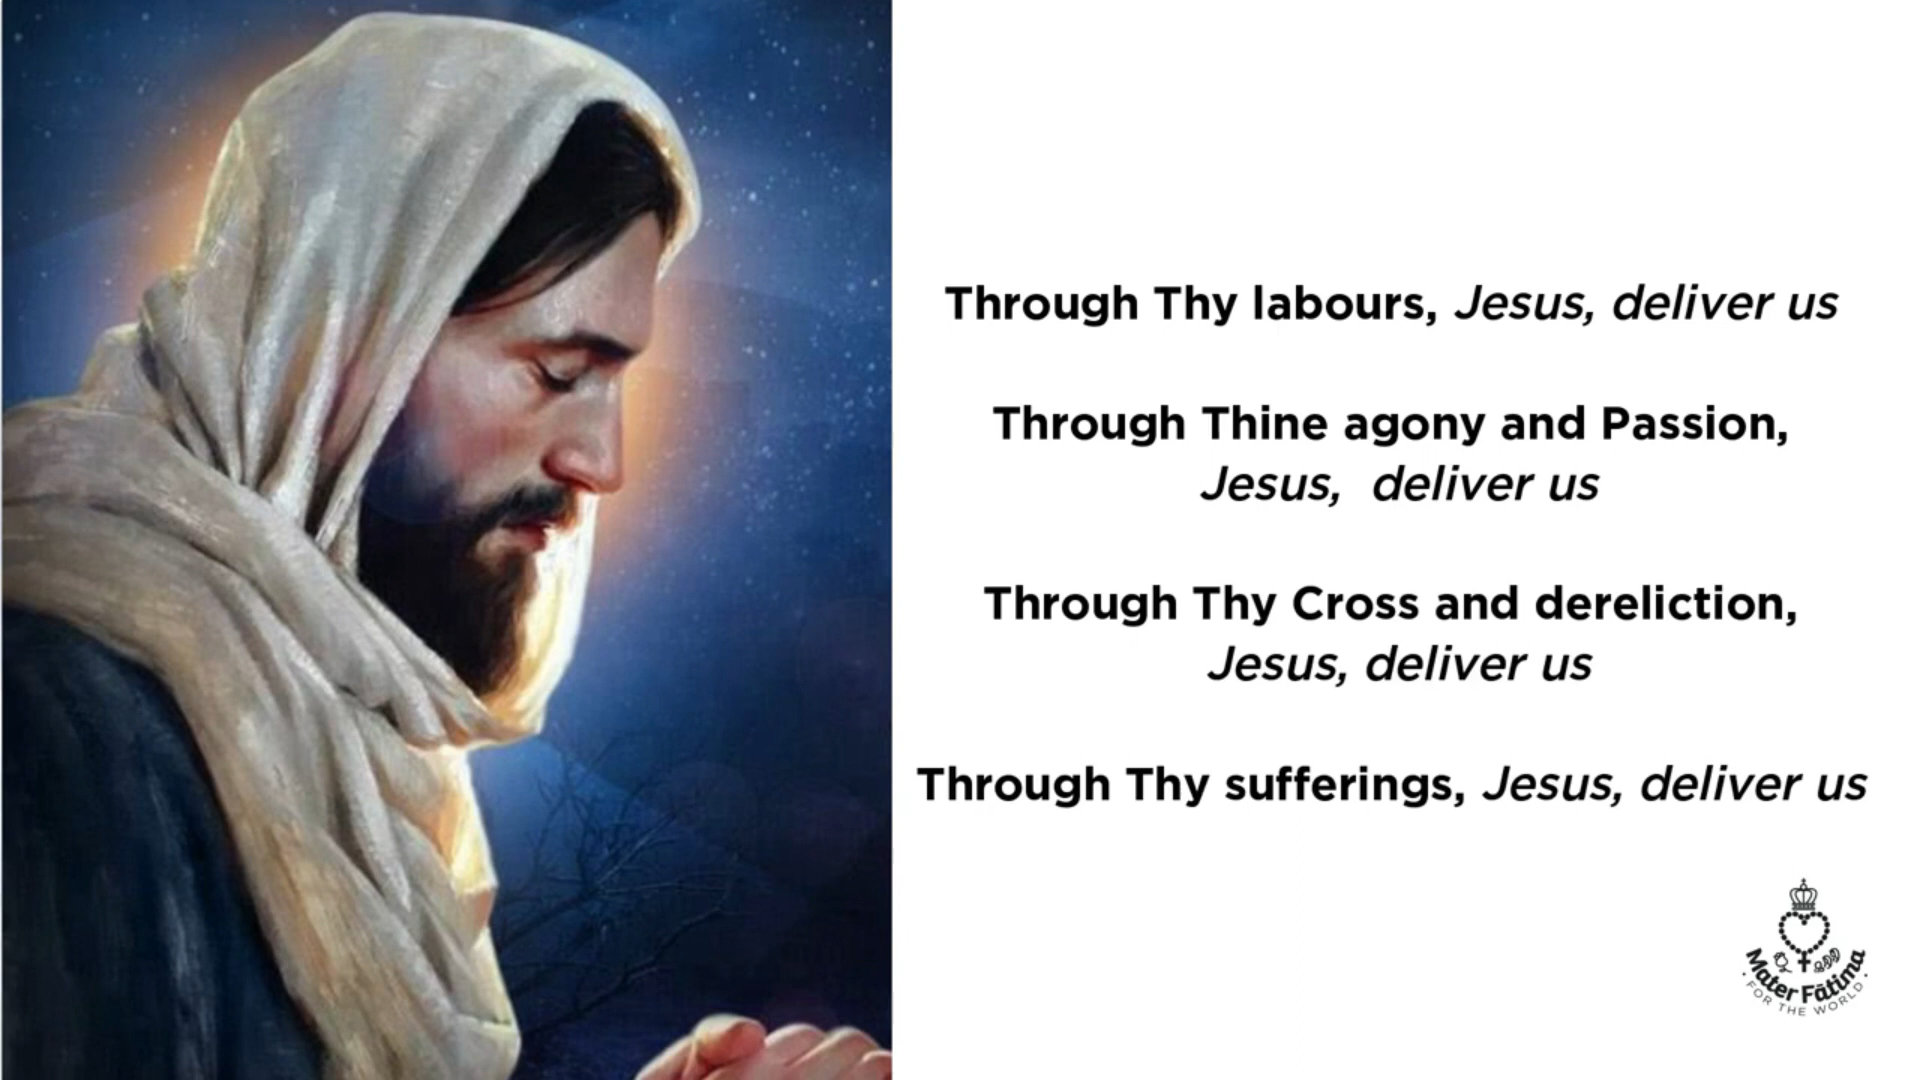 Through Thy labours, Jesus, deliver us
Through Thine agony and Passion,
Jesus, deliver us
Through Thy Cross and dereliction,
Jesus, deliver us
Through Thy sufferings, Jesus, deliver us
Mater Fátima
FOR THE WORLD